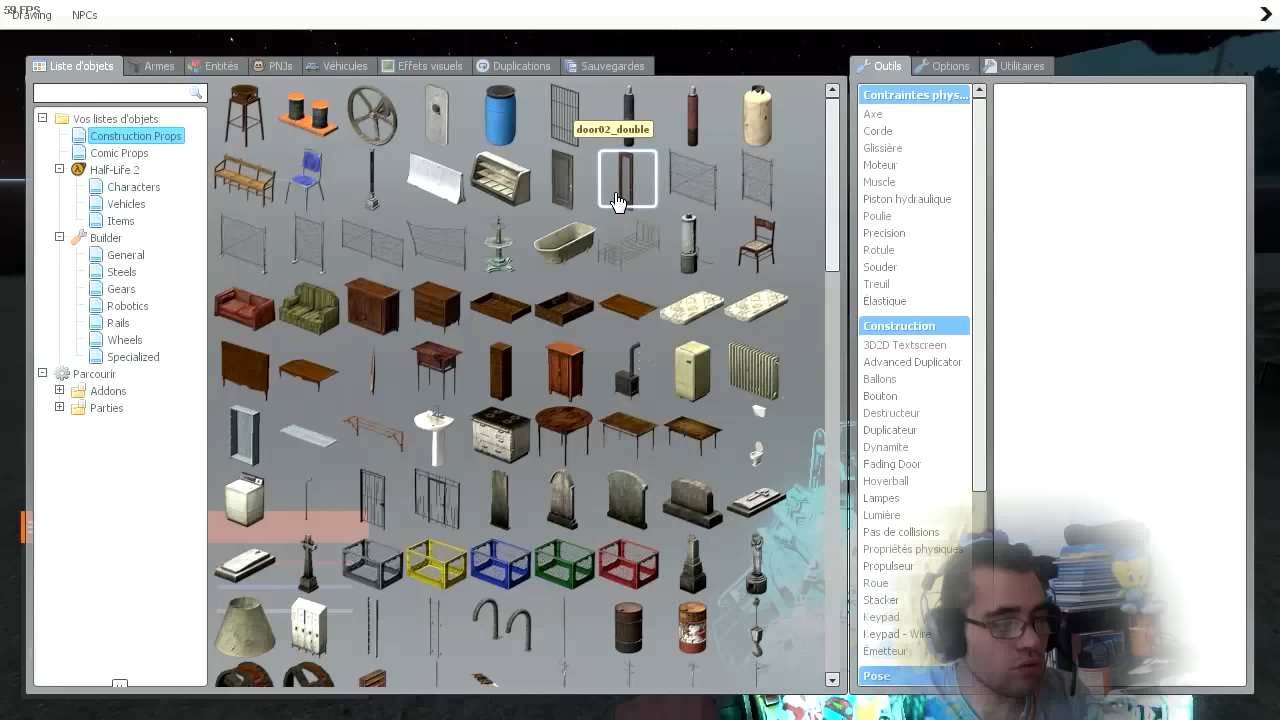 59 FPS
Drawing NPCs
Liste d'objets Armes Entités PNJs Véhicules Effets visuels Duplications Sauvegardes
Outils Options Utilitaires
Vos listes d'objets
Construction Props
Comic Props
Half-Life 2
Characters
Vehicles
Items
Builder
General
Steels
Gears
Robotics
Rails
Wheels
Specialized
Parcourir
Addons
Parties
door02_double
Contraintes phys...
Axe
Corde
Glissière
Moteur
Muscle
Piston hydraulique
Poulie
Precision
Rotule
Souder
Treuil
Élastique
Construction
3D2D Textscreen
Advanced Duplicator
Ballons
Bouton
Destructeur
Duplicateur
Dynamite
Fading Door
Hoverball
Lampes
Lumière
Pas de collisions
Propriétés physiques
Propulseur
Roue
Stacker
Keypad
Keypad - Wire
Émetteur
Pose